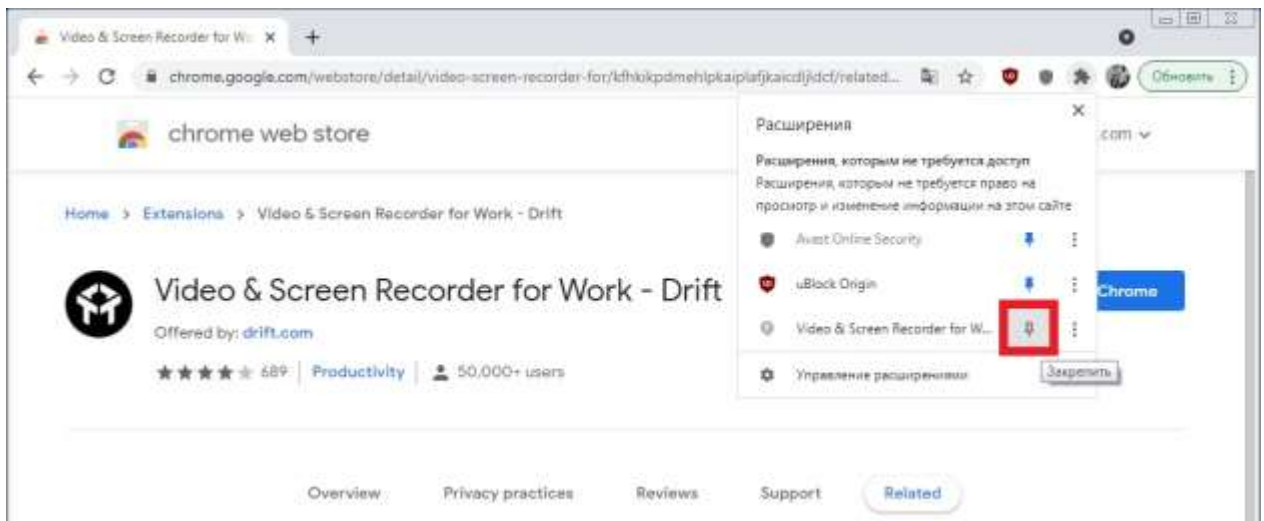 Video & Screen Recorder for Wo
chrome.google.com/webstore/detail/video-screen-recorder-for/
Обновить
chrome web store
.com
Расширения
Расширения, которым не требуется доступ
Расширения, которым не требуется право на
просмотр и изменение информации на этом сайте
Avast Online Security
uBlock Origin
Video & Screen Recorder for W...
Закрепить
Управление расширениями
Home > Extensions > Video & Screen Recorder for Work - Drift
Video & Screen Recorder for Work - Drift
Chrome
Offered by: drift.com
689 Productivity 50,000+ users
Overview Privacy practices Reviews Support Related